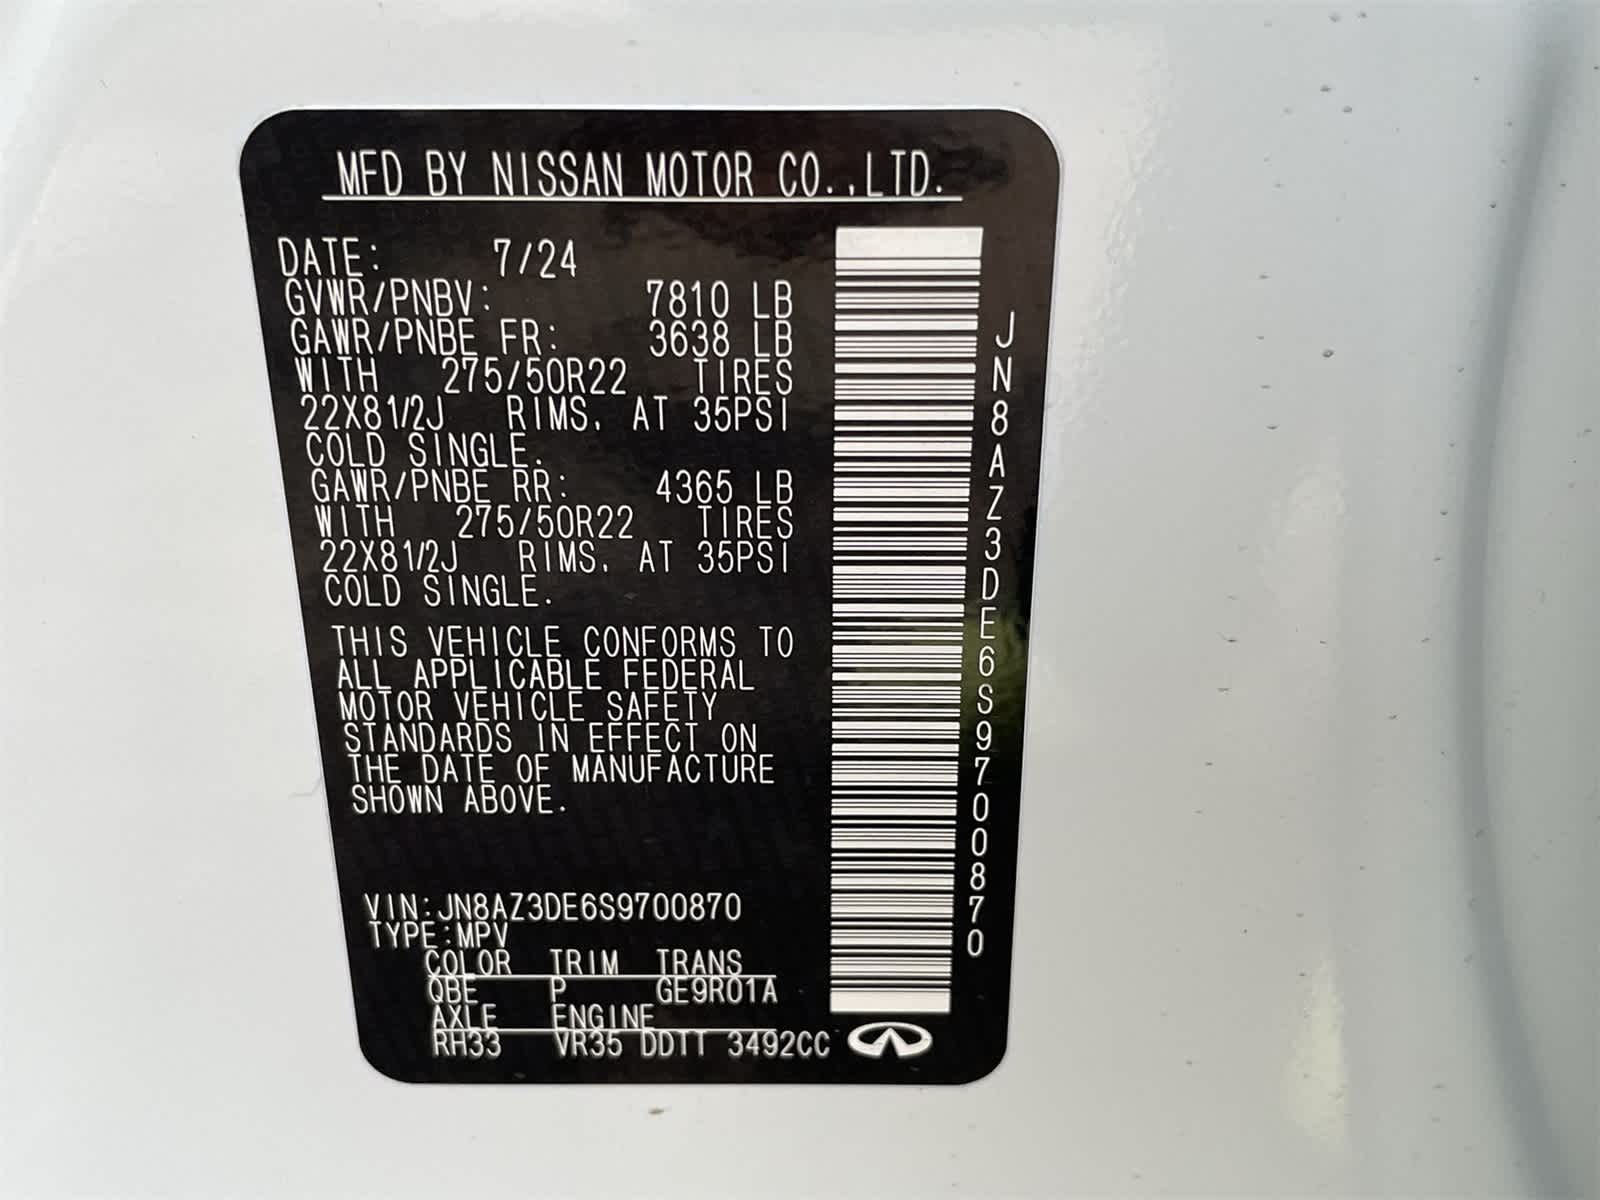 MFD BY NISSAN MOTOR CO.,LTD.
DATE: 7/24
GVWR/PNBV: 7810 LB
GAWR/PNBE FR: 3638 LB
WITH 275/50R22 TIRES
22X81/2J RIMS, AT 35PSI
COLD SINGLE.
GAWR/PNBE RR: 4365 LB
WITH 275/50R22 TIRES
22X81/2J RIMS, AT 35PSI
COLD SINGLE.
THIS VEHICLE CONFORMS TO
ALL APPLICABLE FEDERAL
MOTOR VEHICLE SAFETY
STANDARDS IN EFFECT ON
THE DATE OF MANUFACTURE
SHOWN ABOVE.
VIN:JN8AZ3DE6S9700870
TYPE:MPV
COLOR TRIM TRANS
QBE P GE9R01A
AXLE ENGINE
RH33 VR35 DDTT 3492CC
JN8AZ3DE6S9700870